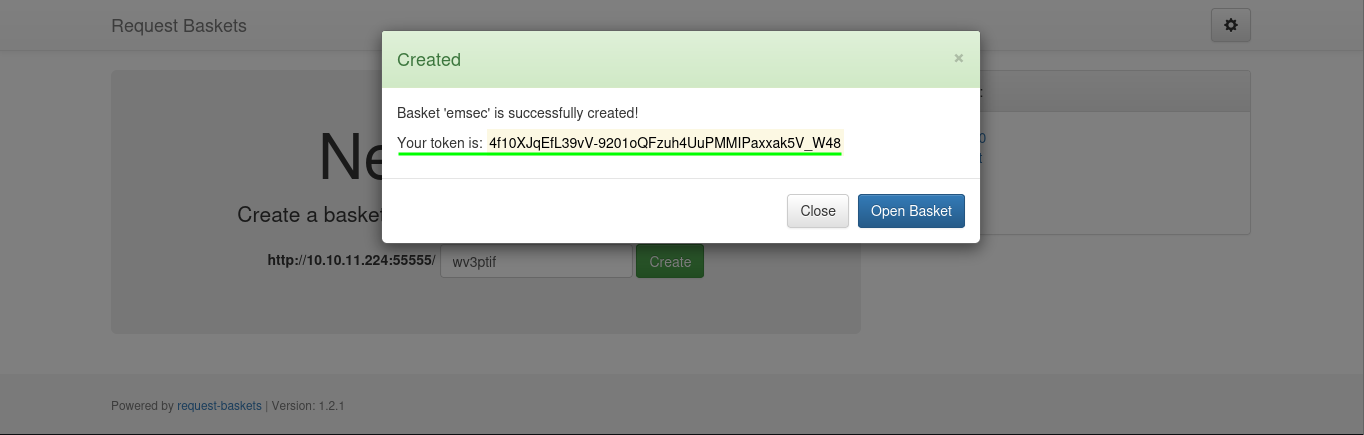 Request Baskets
Created
×
Basket 'emsec' is successfully created!
Your token is: 4f10XJqEfL39vV-9201oQFzuh4UuPMMIPaxxak5V_W48
Close
Open Basket
Create a basket
http://10.10.11.224:55555/ wv3ptif Create
Powered by request-baskets | Version: 1.2.1